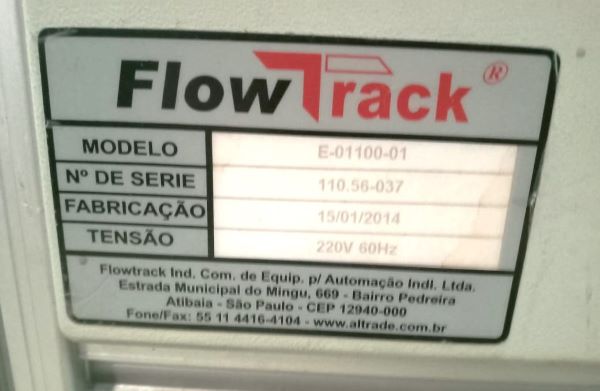 FlowTrack®
MODELO E-01100-01
Nº DE SERIE 110.56-037
FABRICAÇÃO 15/01/2014
TENSÃO 220V 60Hz
Flowtrack Ind. Com. de Equip. p/ Automação Indl. Ltda.
Estrada Municipal do Mingu, 669 - Bairro Pedreira
Atibaia - São Paulo - CEP 12940-000
Fone/Fax: 55 11 4416-4104 - www.altrade.com.br